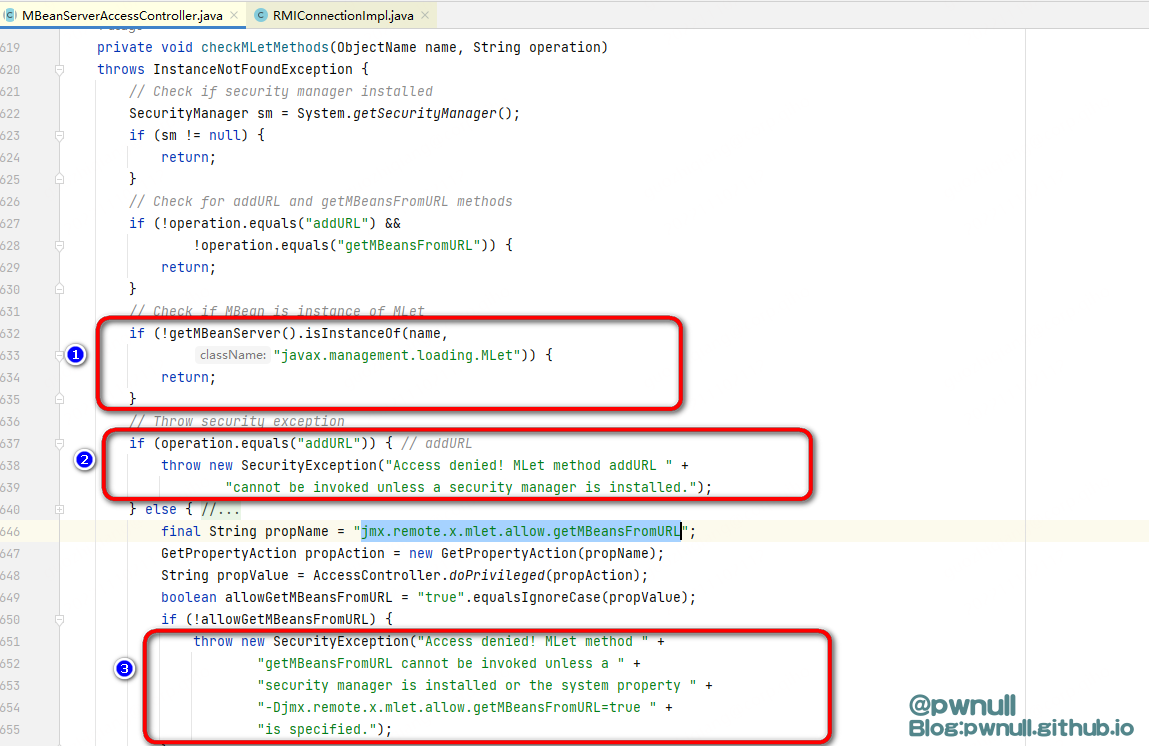 MBeanServerAccessController.java × RMIConnectionImpl.java ×
619 private void checkMLetMethods(ObjectName name, String operation)
620 throws InstanceNotFoundException {
621 // Check if security manager installed
622 SecurityManager sm = System.getSecurityManager();
623 if (sm != null) {
624 return;
625 }
626 // Check for addURL and getMBeansFromURL methods
627 if (!operation.equals("addURL") &&
628 !operation.equals("getMBeansFromURL")) {
629 return;
630 }
631 // Check if MBean is instance of MLet
632 if (!getMBeanServer().isInstanceOf(name,
1
633 className: "javax.management.loading.MLet")) {
634 return;
635 }
636 // Throw security exception
637 if (operation.equals("addURL")) { // addURL
2
638 throw new SecurityException("Access denied! MLet method addURL " +
639 "cannot be invoked unless a security manager is installed.");
640 } else { //...
646 final String propName = "jmx.remote.x.mlet.allow.getMBeansFromURL";
647 GetPropertyAction propAction = new GetPropertyAction(propName);
648 String propValue = AccessController.doPrivileged(propAction);
649 boolean allowGetMBeansFromURL = "true".equalsIgnoreCase(propValue);
650 if (!allowGetMBeansFromURL) {
651 throw new SecurityException("Access denied! MLet method " +
652 "getMBeansFromURL cannot be invoked unless a " +
3
653 "security manager is installed or the system property " +
654 "-Djmx.remote.x.mlet.allow.getMBeansFromURL=true " +
655 "is specified.");
@pwnull
Blog:pwnull.github.io